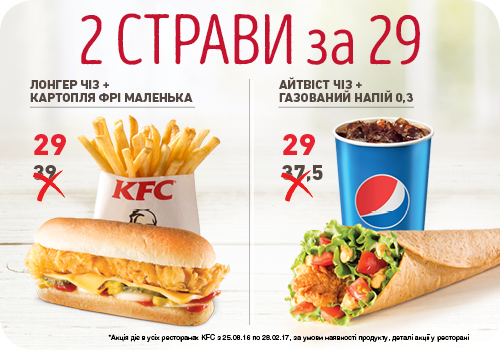 2 СТРАВИ за 29
ЛОНГЕР ЧІЗ +
КАРТОПЛЯ ФРІ МАЛЕНЬКА
29
39
KFC
АЙТВІСТ ЧІЗ +
ГАЗОВАНИЙ НАПІЙ 0,3
29
37,5
*Акція діє в усіх ресторанах KFC з 25.08.16 по 28.02.17, за умови наявності продукту, деталі акції у ресторані